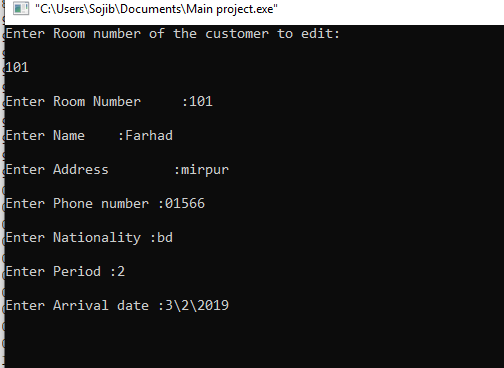 "C:\Users\Sojib\Documents\Main project.exe"
Enter Room number of the customer to edit:
101
Enter Room Number     :101
Enter Name    :Farhad
Enter Address        :mirpur
Enter Phone number :01566
Enter Nationality :bd
Enter Period :2
Enter Arrival date :3\2\2019